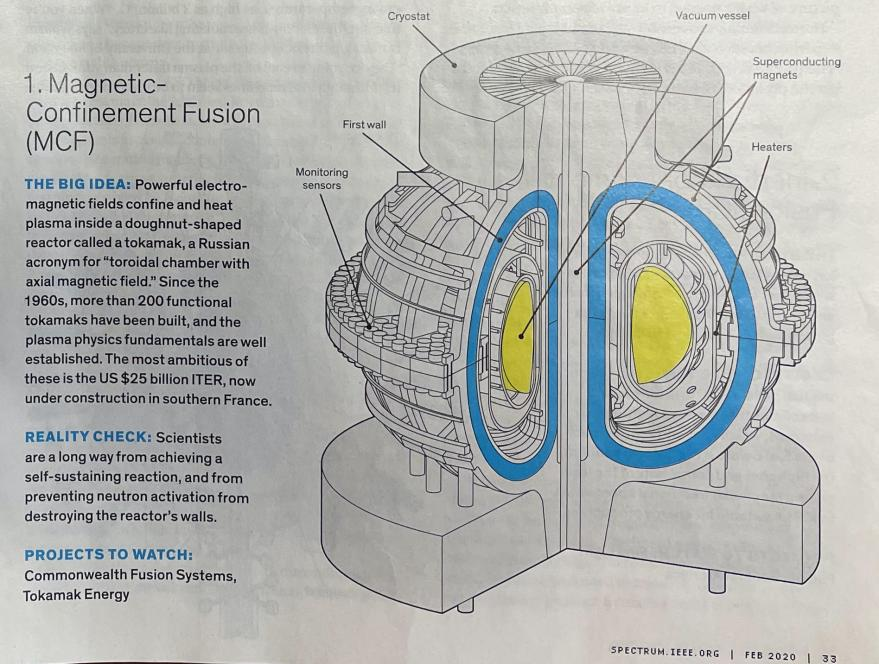 Cryostat
Vacuum vessel
Superconducting
magnets
First wall
Heaters
Monitoring
sensors
1. Magnetic-
Confinement Fusion
(MCF)
THE BIG IDEA: Powerful electro-
magnetic fields confine and heat
plasma inside a doughnut-shaped
reactor called a tokamak, a Russian
acronym for “toroidal chamber with
axial magnetic field.” Since the
1960s, more than 200 functional
tokamaks have been built, and the
plasma physics fundamentals are well
established. The most ambitious of
these is the US $25 billion ITER, now
under construction in southern France.
REALITY CHECK: Scientists
are a long way from achieving a
self-sustaining reaction, and from
preventing neutron activation from
destroying the reactor’s walls.
PROJECTS TO WATCH:
Commonwealth Fusion Systems,
Tokamak Energy
SPECTRUM.IEEE.ORG | FEB 2020 | 33